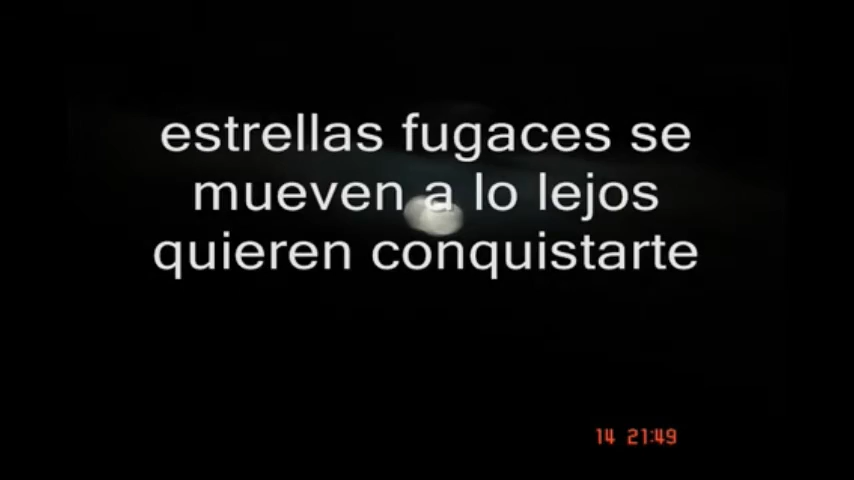 estrellas fugaces se
mueven a lo lejos
quieren conquistarte
14 21:49